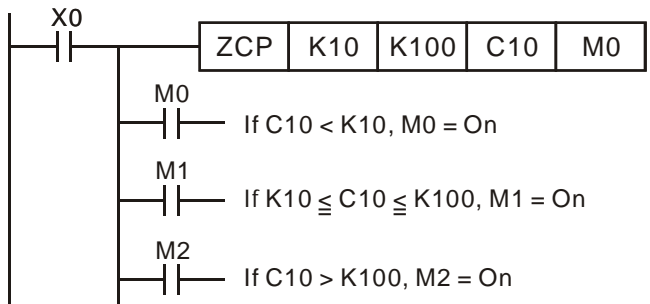 X0
ZCP K10 K100 C10 M0
M0
If C10 < K10, M0 = On
M1
If K10 ≦ C10 ≦ K100, M1 = On
M2
If C10 > K100, M2 = On